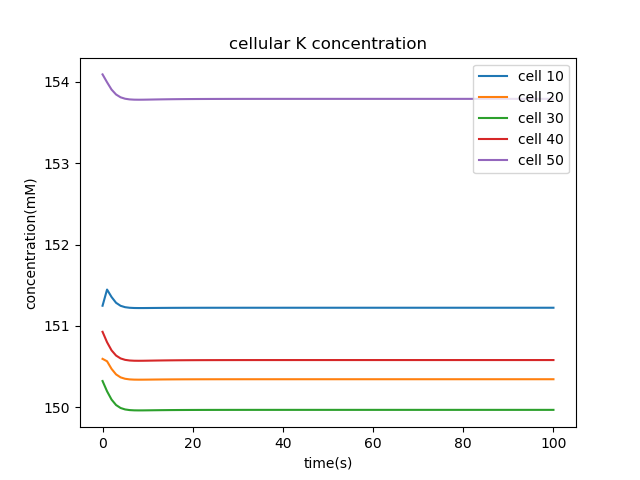 cellular K concentration
cell 10
cell 20
cell 30
cell 40
cell 50
concentration(mM)
154
153
152
151
150
0 20 40 60 80 100
time(s)